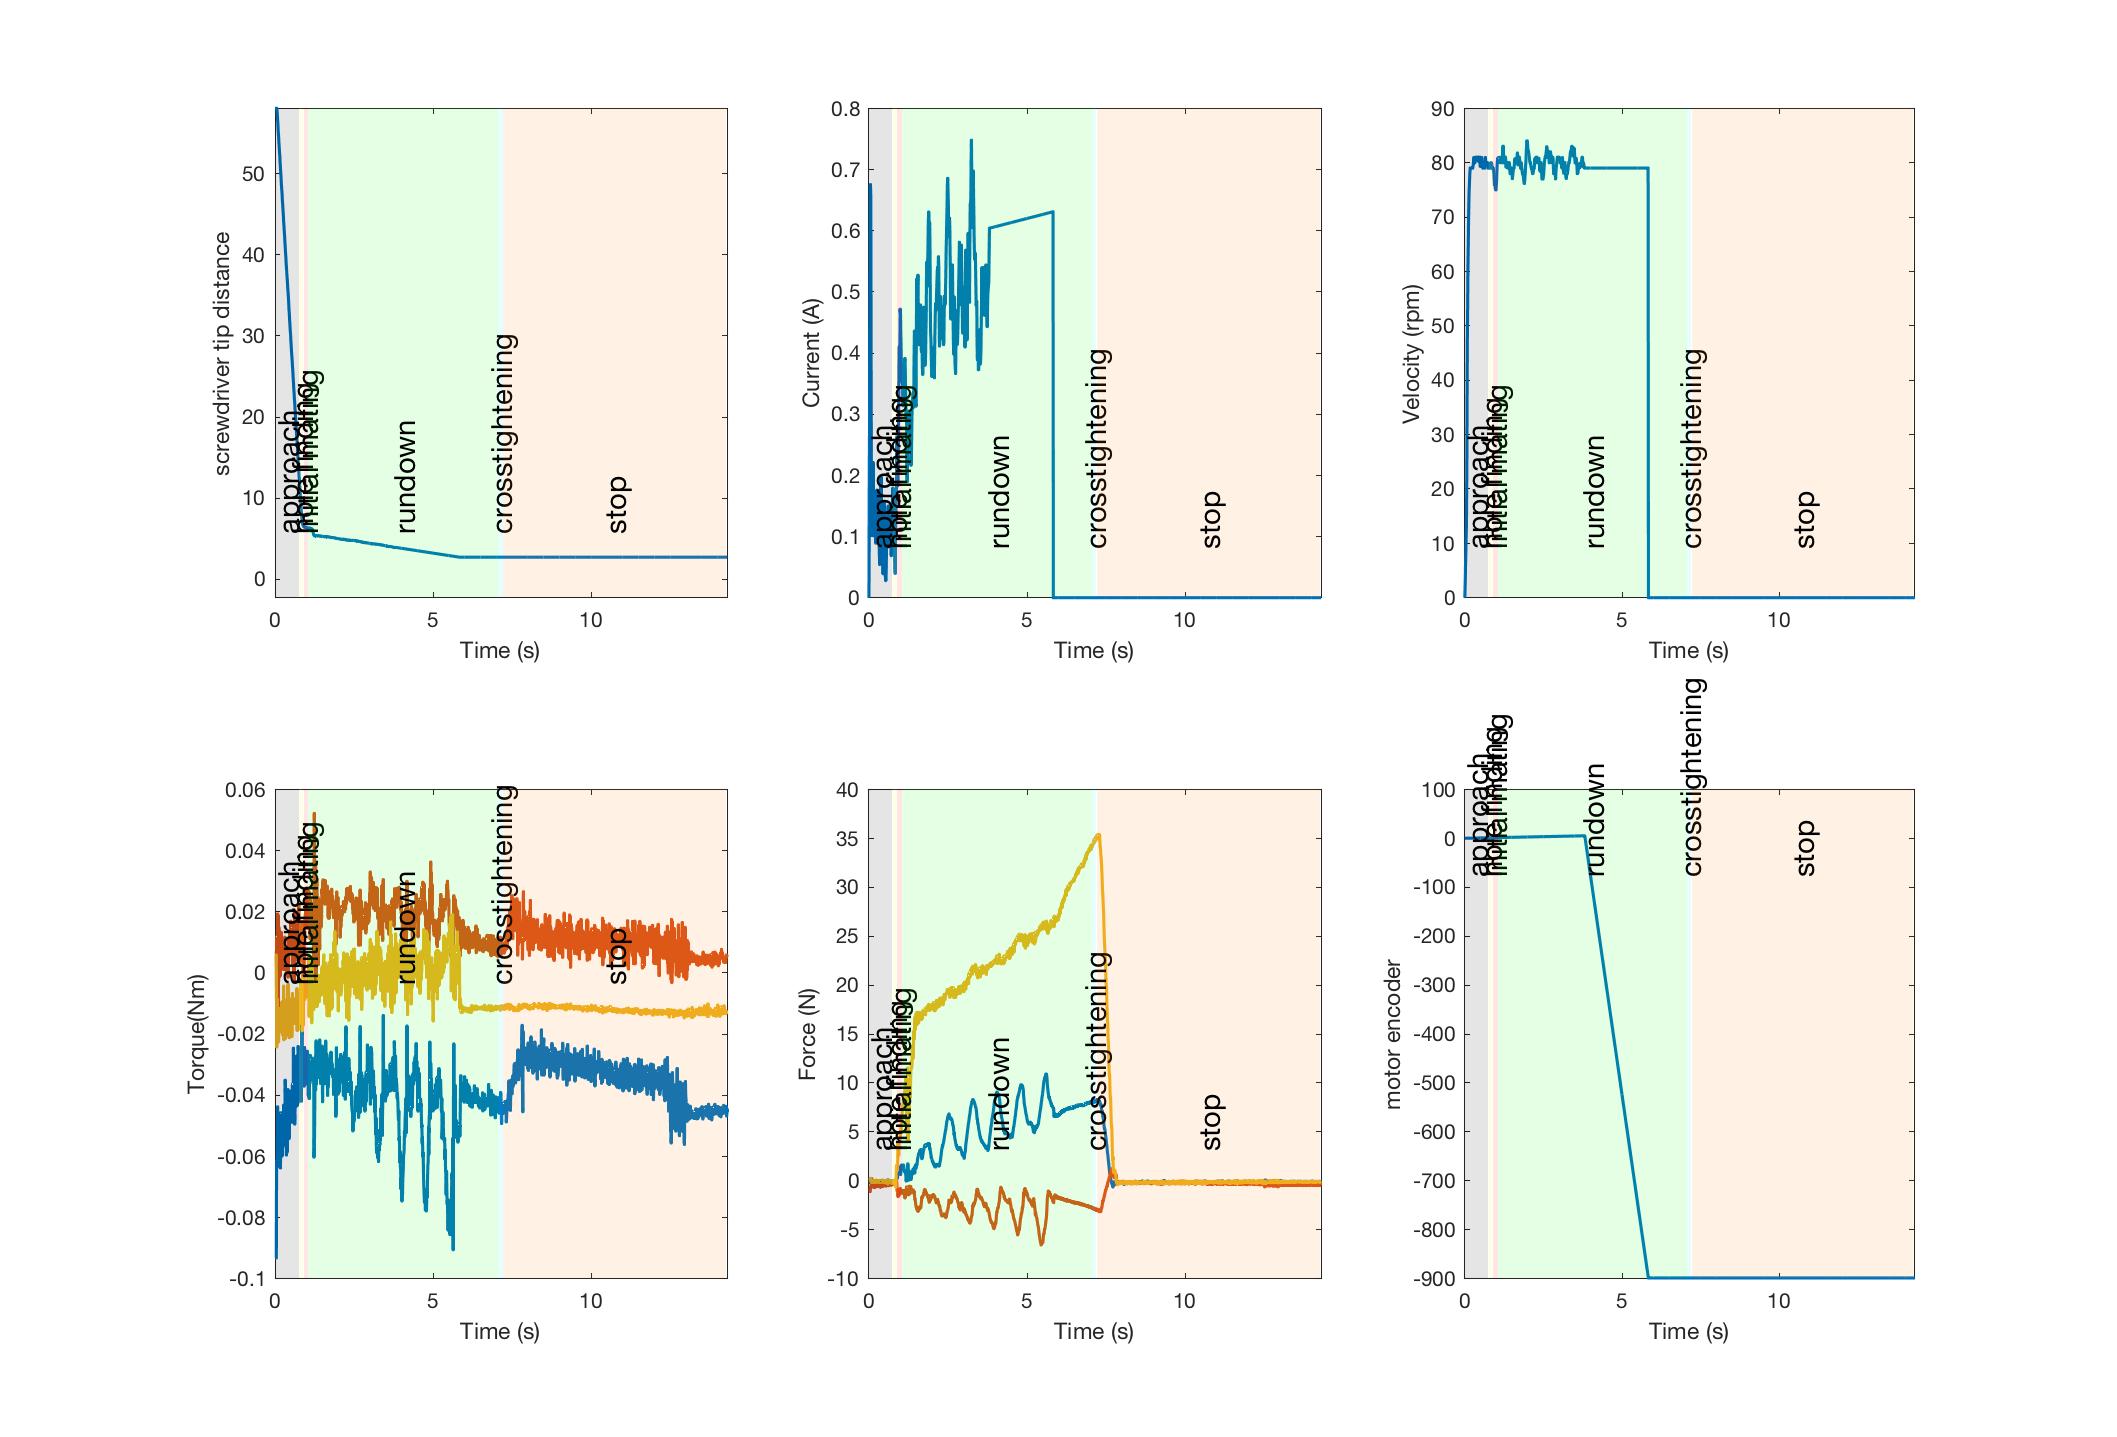 screwdriver tip distance
50
40
30
20
10
0
0 5 10
Time (s)
approach
rundown
crosstightening
stop
Current (A)
0.8
0.7
0.6
0.5
0.4
0.3
0.2
0.1
0
0 5 10
Time (s)
approach
rundown
crosstightening
stop
Velocity (rpm)
90
80
70
60
50
40
30
20
10
0
0 5 10
Time (s)
approach
rundown
crosstightening
stop
Torque(Nm)
0.06
0.04
0.02
0
-0.02
-0.04
-0.06
-0.08
-0.1
0 5 10
Time (s)
approach
rundown
crosstightening
stop
Force (N)
40
35
30
25
20
15
10
5
0
-5
-10
0 5 10
Time (s)
approach
rundown
crosstightening
stop
motor encoder
100
0
-100
-200
-300
-400
-500
-600
-700
-800
-900
0 5 10
Time (s)
approach
rundown
crosstightening
stop